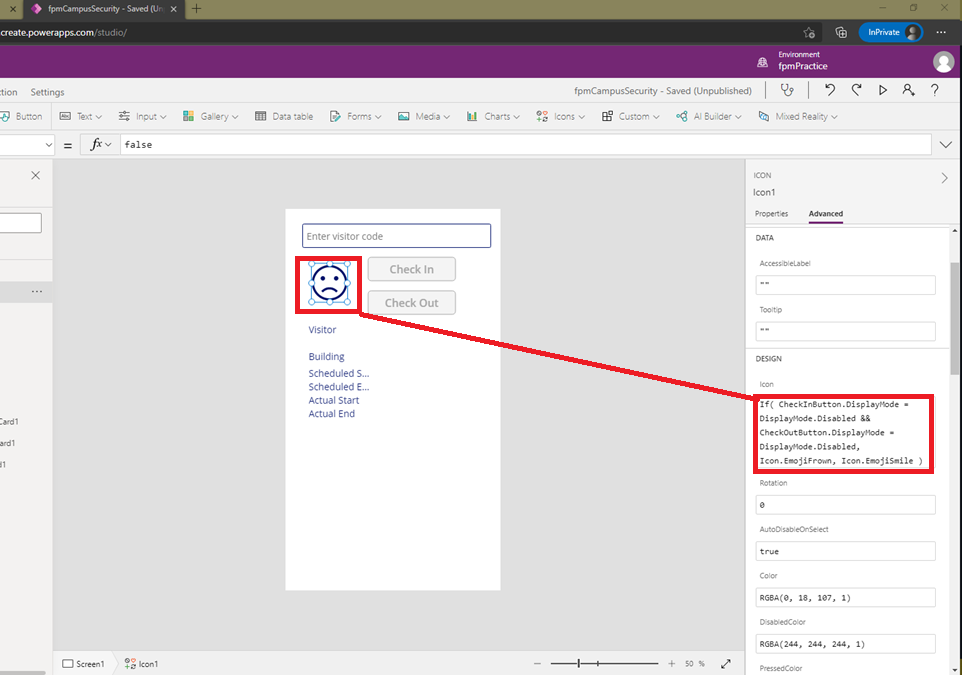 fpmCampusSecurity - Saved (Un
create.powerapps.com/studio/
InPrivate
Environment
fpmPractice
ction Settings
fpmCampusSecurity - Saved (Unpublished)
Button Text Input Gallery Data table Forms Media Charts Icons Custom AI Builder Mixed Reality
= fx false
ICON
Icon1
Properties Advanced
DATA
AccessibleLabel
""
Tooltip
""
DESIGN
Icon
If( CheckInButton.DisplayMode =
DisplayMode.Disabled &&
CheckOutButton.DisplayMode =
DisplayMode.Disabled,
Icon.EmojiFrown, Icon.EmojiSmile )
Rotation
0
AutoDisableOnSelect
true
Color
RGBA(0, 18, 107, 1)
DisabledColor
RGBA(244, 244, 244, 1)
PressedColor
Enter visitor code
Check In
Check Out
Visitor
Building
Scheduled S...
Scheduled E...
Actual Start
Actual End
Card1
ard1
d1
Screen1 Icon1
50 %